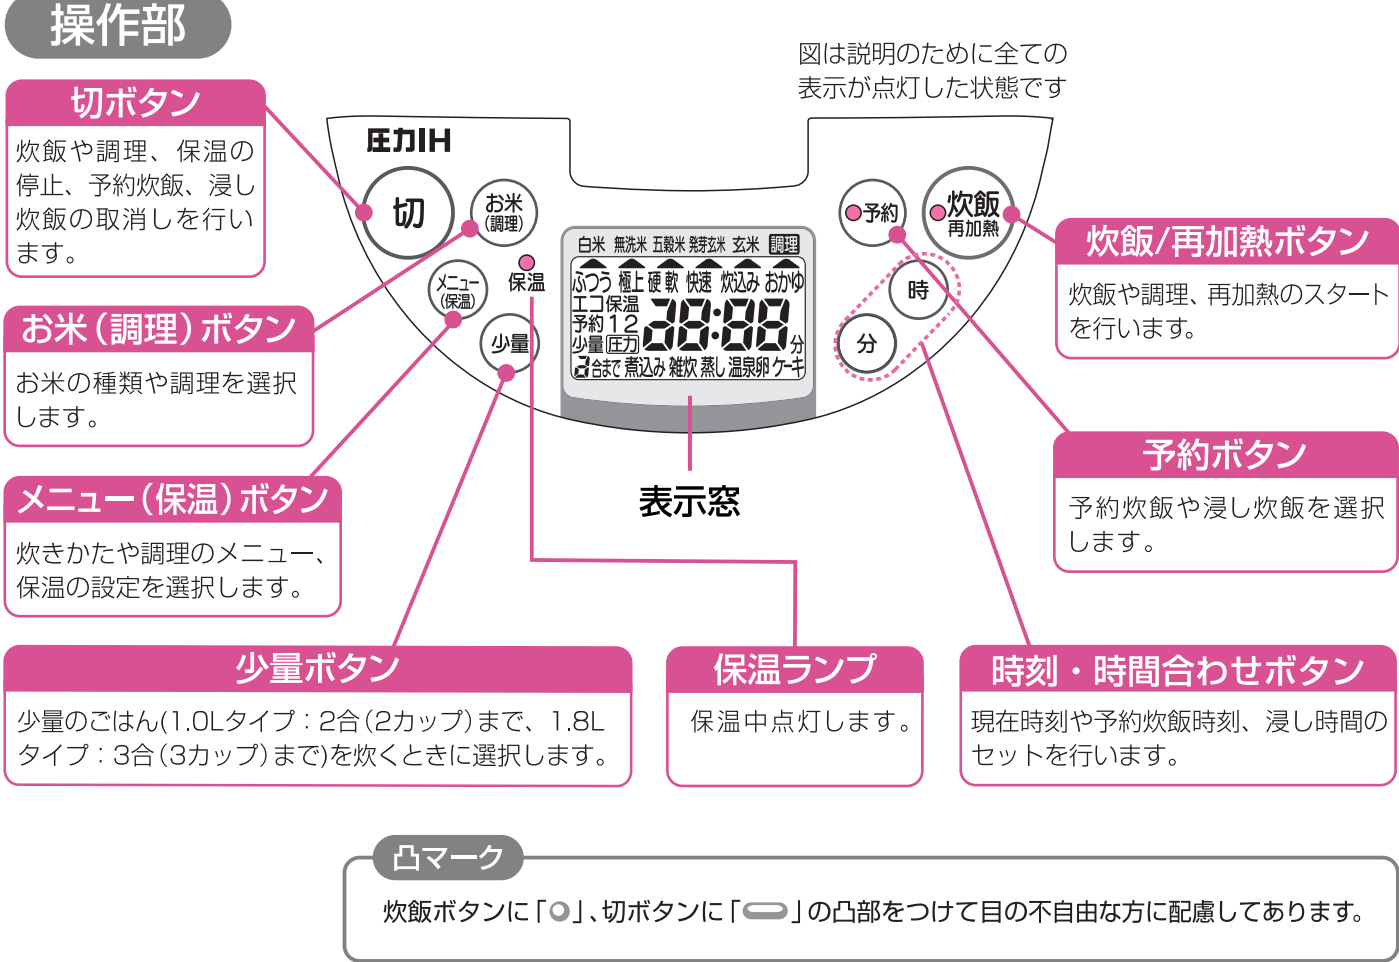 操作部
図は説明のために全ての
表示が点灯した状態です
切ボタン
炊飯や調理、保温の
停止、予約炊飯、浸し
炊飯の取消しを行い
ます。
お米(調理)ボタン
お米の種類や調理を選択
します。
メニュー(保温)ボタン
炊きかたや調理のメニュー、
保温の設定を選択します。
圧力IH
切
お米
(調理)
メニュー
(保温)
保温
少量
白米 無洗米 五穀米 発芽玄米 玄米 調理
ふつう 極上 硬 軟 快速 炊込み おかゆ
エコ保温
予約 1 2
少量 圧力 88:88 分
2合まで 煮込み 雑炊 蒸し 温泉卵 ケーキ
予約
炊飯
再加熱
時
分
表示窓
炊飯/再加熱ボタン
炊飯や調理、再加熱のスタート
を行います。
予約ボタン
予約炊飯や浸し炊飯を選択
します。
少量ボタン
少量のごはん(1.0Lタイプ：2合(2カップ)まで、1.8L
タイプ：3合(3カップ)まで)を炊くときに選択します。
保温ランプ
保温中点灯します。
時刻・時間合わせボタン
現在時刻や予約炊飯時刻、浸し時間の
セットを行います。
凸マーク
炊飯ボタンに「」、切ボタンに「」の凸部をつけて目の不自由な方に配慮してあります。